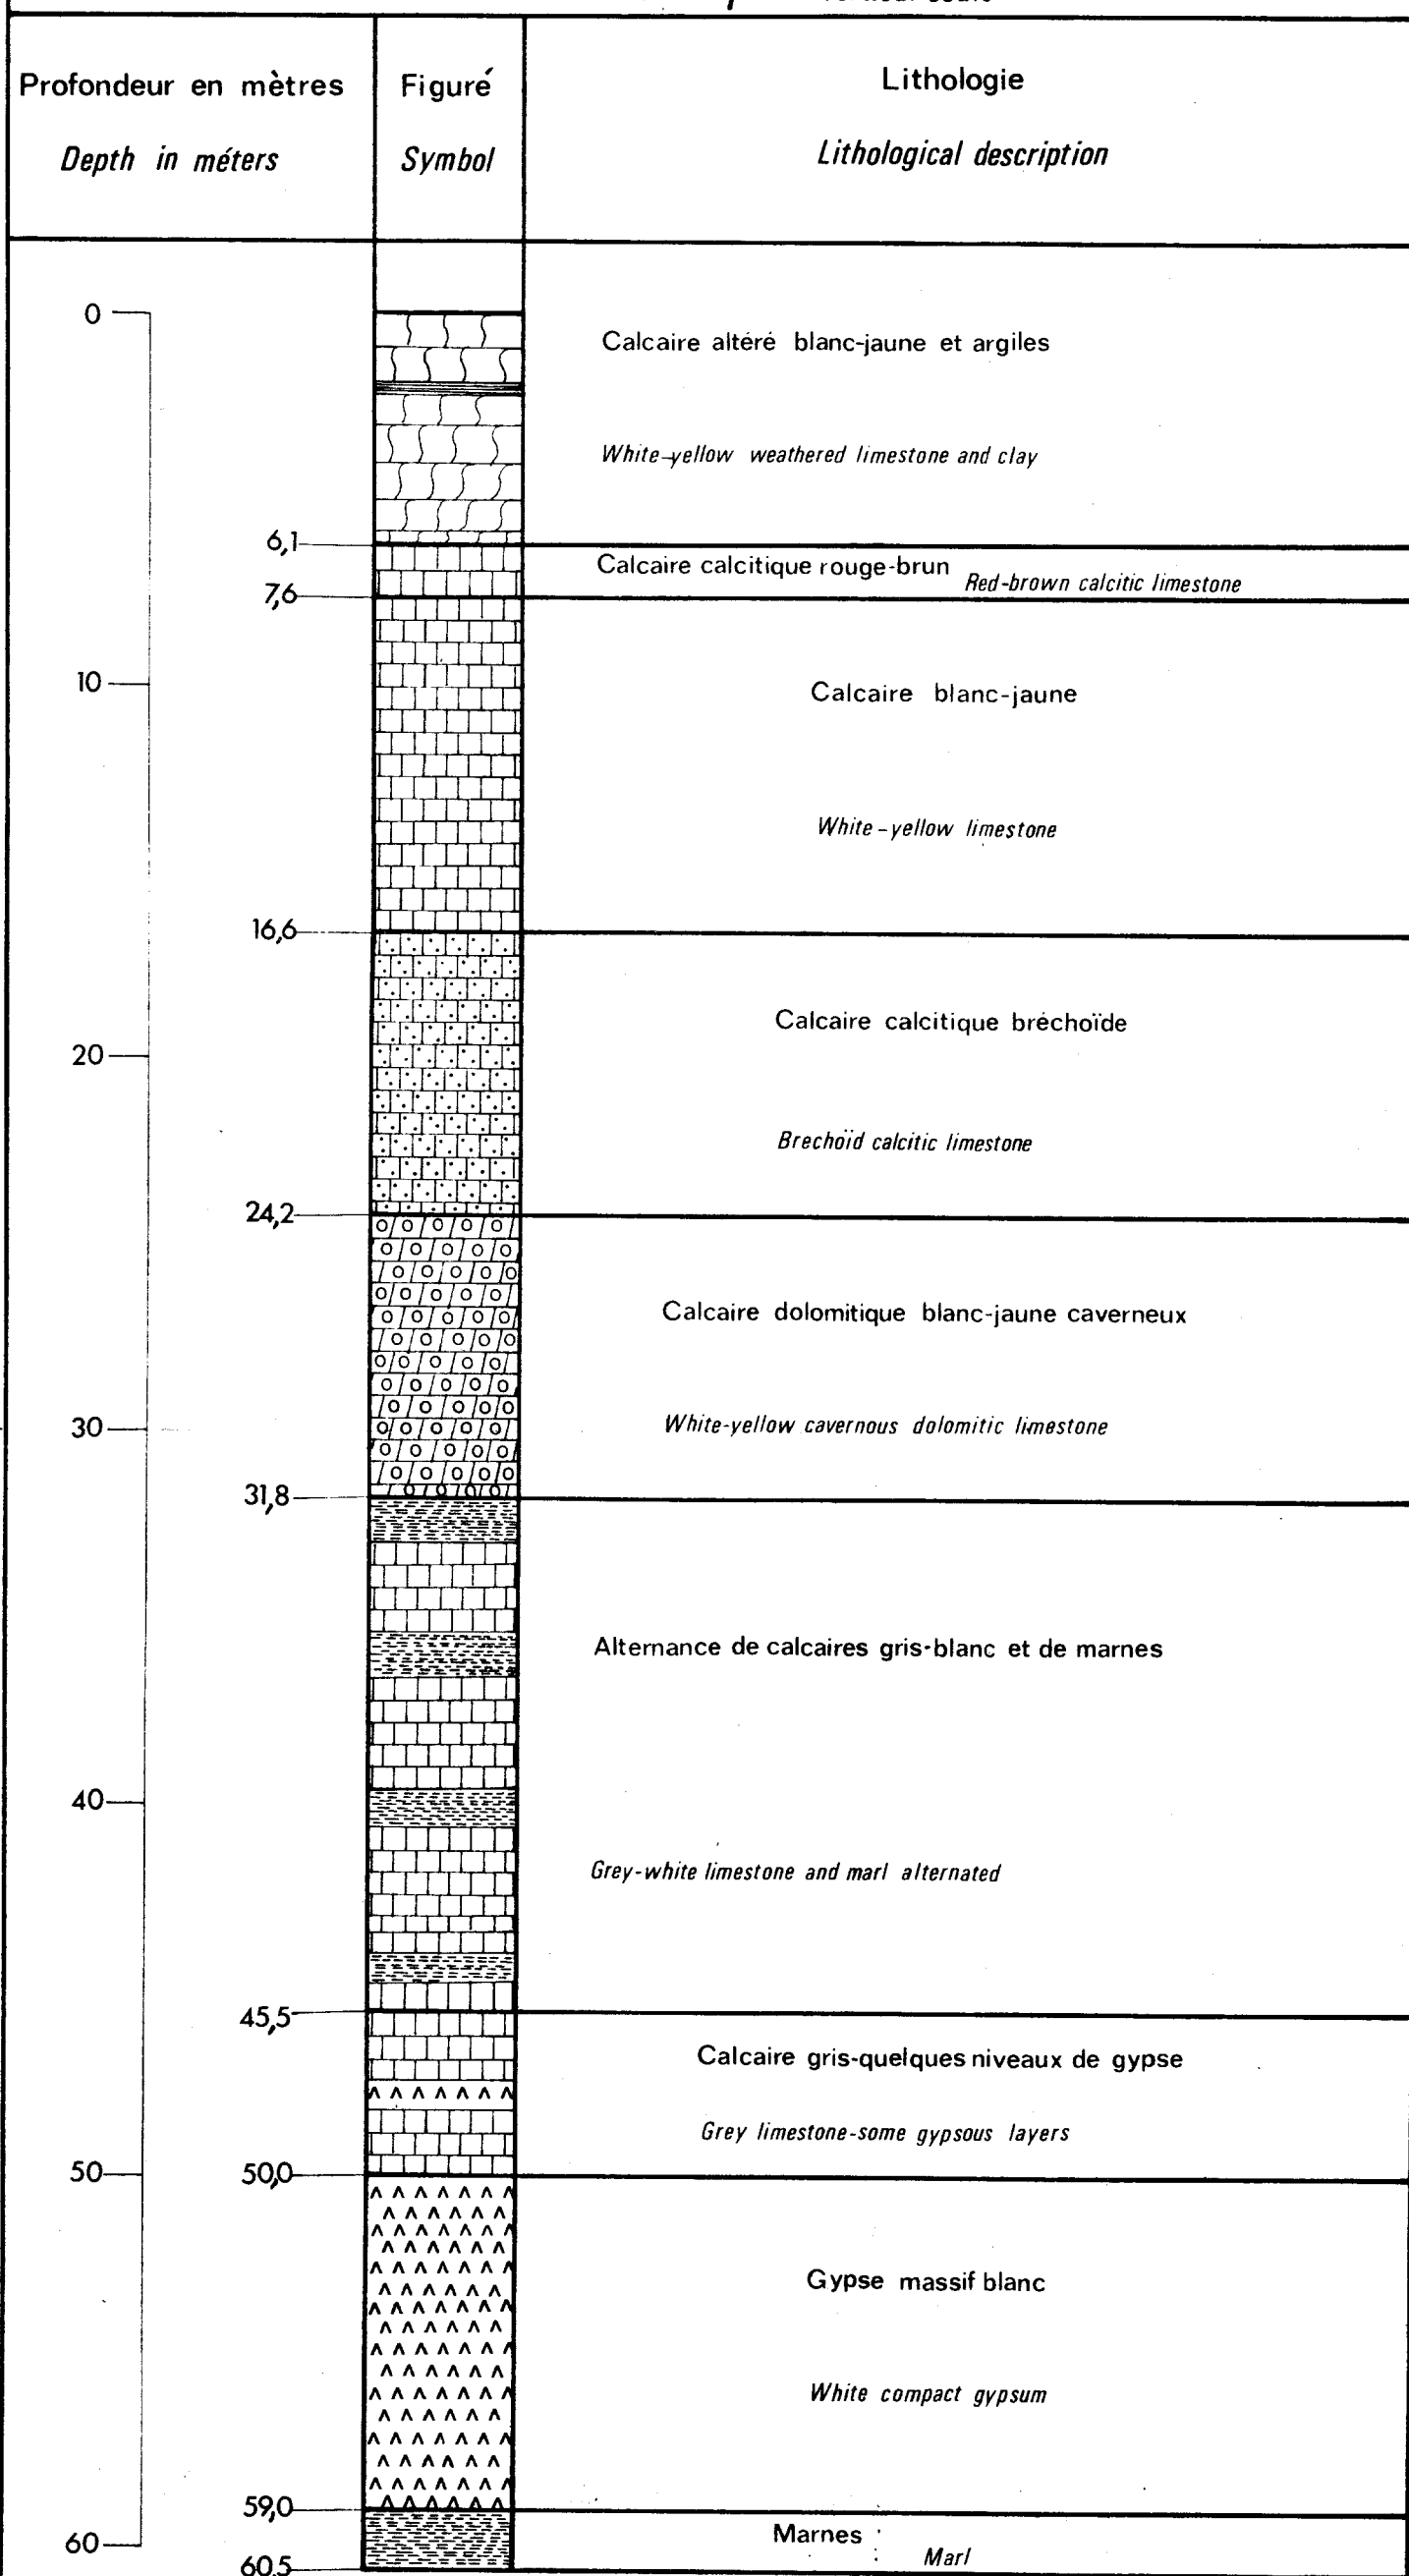 Profondeur en mètres
Depth in méters
Figuré
Symbol
Lithologie
Lithological description
0
Calcaire altéré blanc-jaune et argiles
White-yellow weathered limestone and clay
6,1
Calcaire calcitique rouge-brun Red-brown calcitic limestone
7,6
10
Calcaire blanc-jaune
White-yellow limestone
16,6
Calcaire calcitique bréchoïde
20
Brechoïd calcitic limestone
24,2
Calcaire dolomitique blanc-jaune caverneux
30
White-yellow cavernous dolomitic limestone
31,8
Alternance de calcaires gris-blanc et de marnes
40
Grey-white limestone and marl alternated
45,5
Calcaire gris-quelques niveaux de gypse
Grey limestone-some gypsous layers
50
50,0
Gypse massif blanc
White compact gypsum
59,0
60
Marnes :
: Marl
60,5